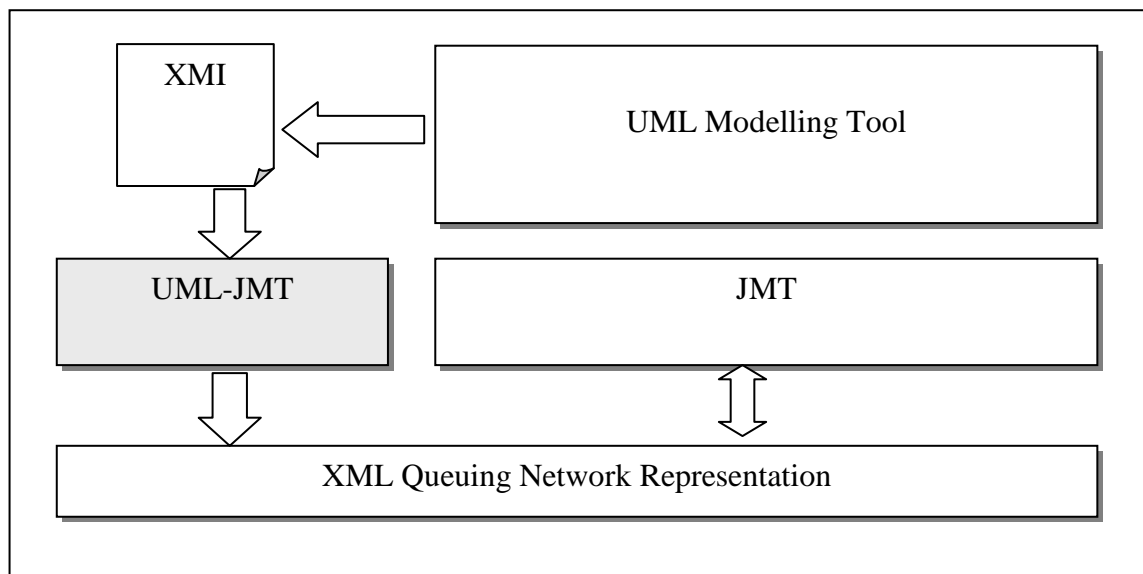 XMI
UML Modelling Tool
UML-JMT
JMT
XML Queuing Network Representation